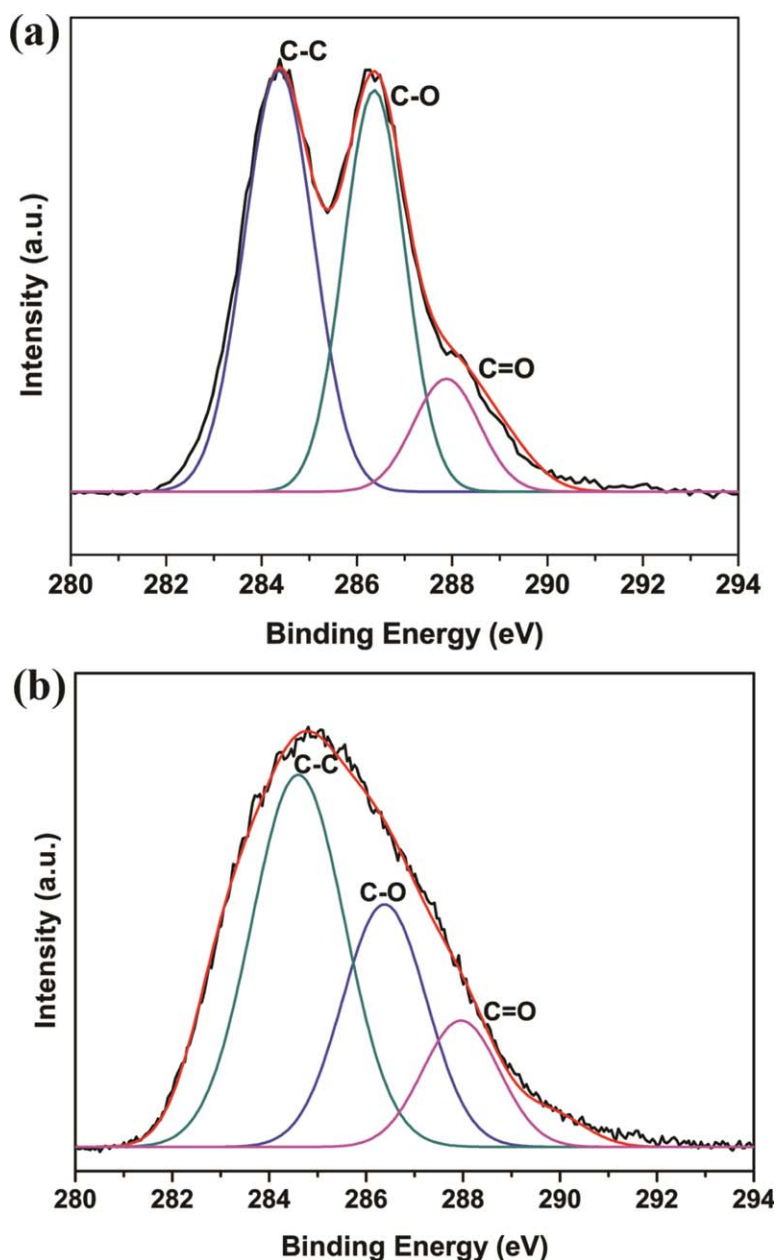 (a)
C-C
C-O
C=O
Intensity (a.u.)
280 282 284 286 288 290 292 294
Binding Energy (eV)
(b)
C-C
C-O
C=O
Intensity (a.u.)
280 282 284 286 288 290 292 294
Binding Energy (eV)